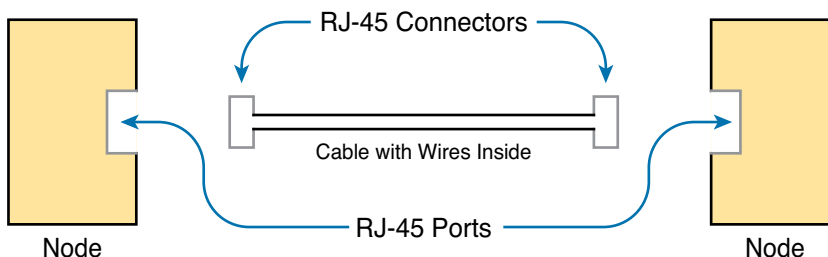 RJ-45 Connectors
Cable with Wires Inside
RJ-45 Ports
Node
Node